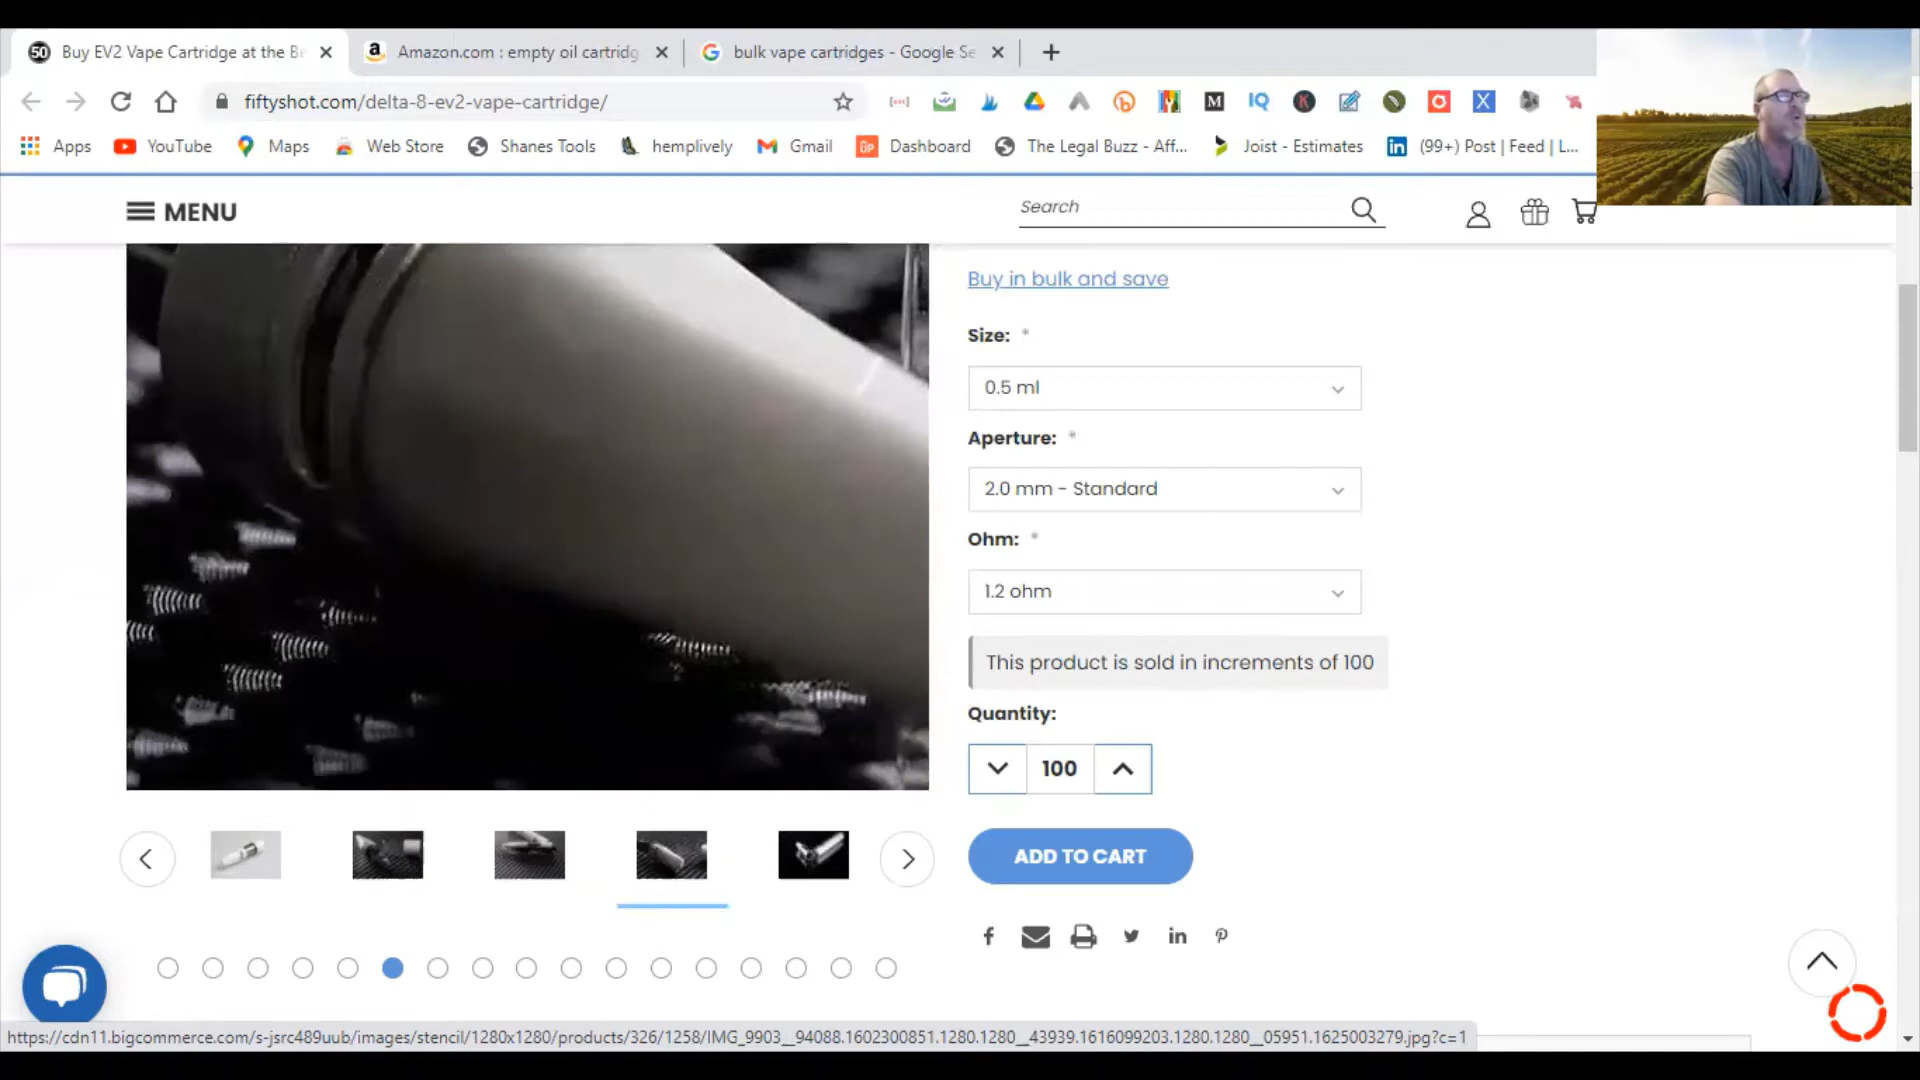 50 Buy EV2 Vape Cartridge at the Be
Amazon.com : empty oil cartridg
bulk vape cartridges - Google Se
fiftyshot.com/delta-8-ev2-vape-cartridge/
Apps YouTube Maps Web Store Shanes Tools hemplively Gmail Dashboard The Legal Buzz - Aff... Joist - Estimates (99+) Post | Feed | L...
MENU
Search
Buy in bulk and save
Size: *
0.5 ml
Aperture: *
2.0 mm - Standard
Ohm: *
1.2 ohm
This product is sold in increments of 100
Quantity:
100
ADD TO CART
https://cdn11.bigcommerce.com/s-jsrc489uub/images/stencil/1280x1280/products/326/1258/IMG_9903__94088.1602300851.1280.1280__43939.1616099203.1280.1280__05951.1625003279.jpg?c=1